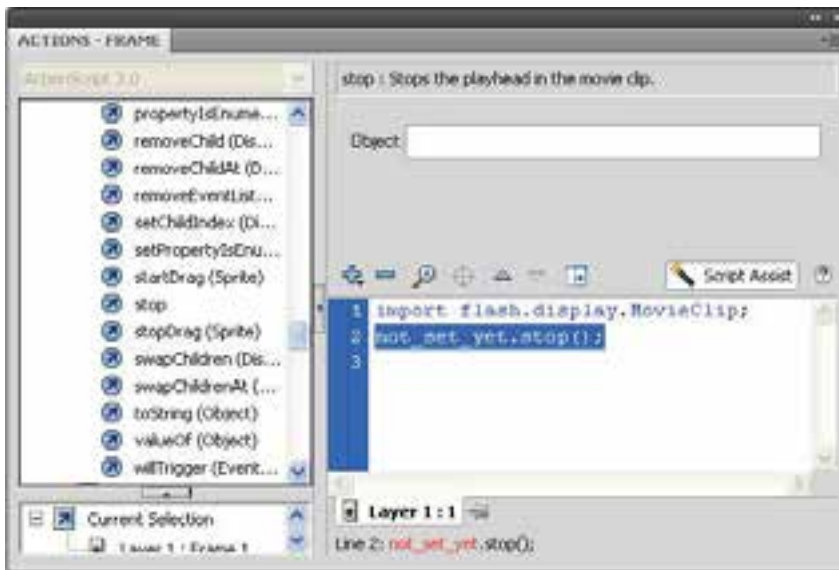 ACTIONS - FRAME
ActionScript 3.0
propertyIsEnume...
removeChild (Dis...
removeChildAt (D...
removeEventList...
setChildIndex (Di...
setPropertyIsEnu...
startDrag (Sprite)
stop
stopDrag (Sprite)
swapChildren (Dis...
swapChildrenAt (...
toString (Object)
valueOf (Object)
willTrigger (Event...
Current Selection
Layer 1 : Frame 1
stop : Stops the playhead in the movie clip.
Object
Script Assist
1 import flash.display.MovieClip;
2 not_set_yet.stop();
3
Layer 1 : 1
Line 2: not_set_yet.stop();